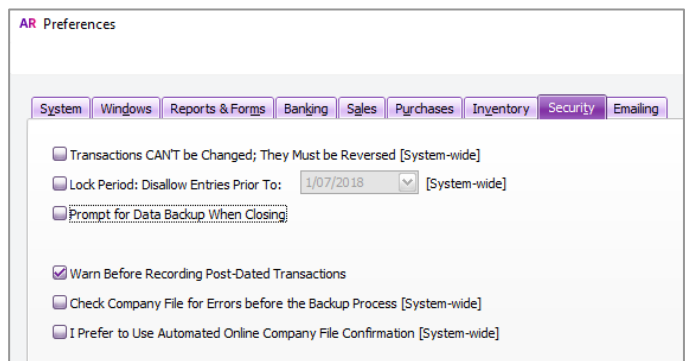 AR Preferences
System Windows Reports & Forms Banking Sales Purchases Inventory Security Emailing
Transactions CAN'T be Changed; They Must be Reversed [System-wide]
Lock Period: Disallow Entries Prior To: 1/07/2018 [System-wide]
Prompt for Data Backup When Closing
Warn Before Recording Post-Dated Transactions
Check Company File for Errors before the Backup Process [System-wide]
I Prefer to Use Automated Online Company File Confirmation [System-wide]